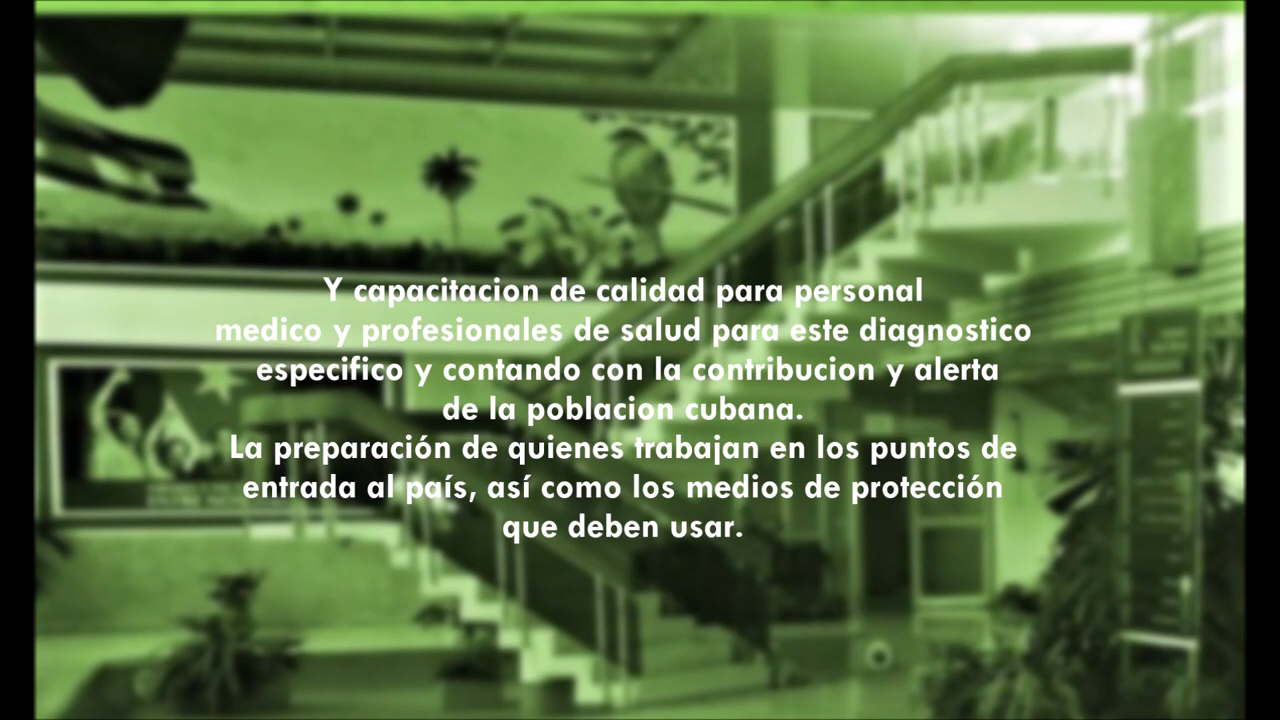 Y capacitacion de calidad para personal
medico y profesionales de salud para este diagnostico
especifico y contando con la contribucion y alerta
de la poblacion cubana.
La preparación de quienes trabajan en los puntos de
entrada al país, así como los medios de protección
que deben usar.